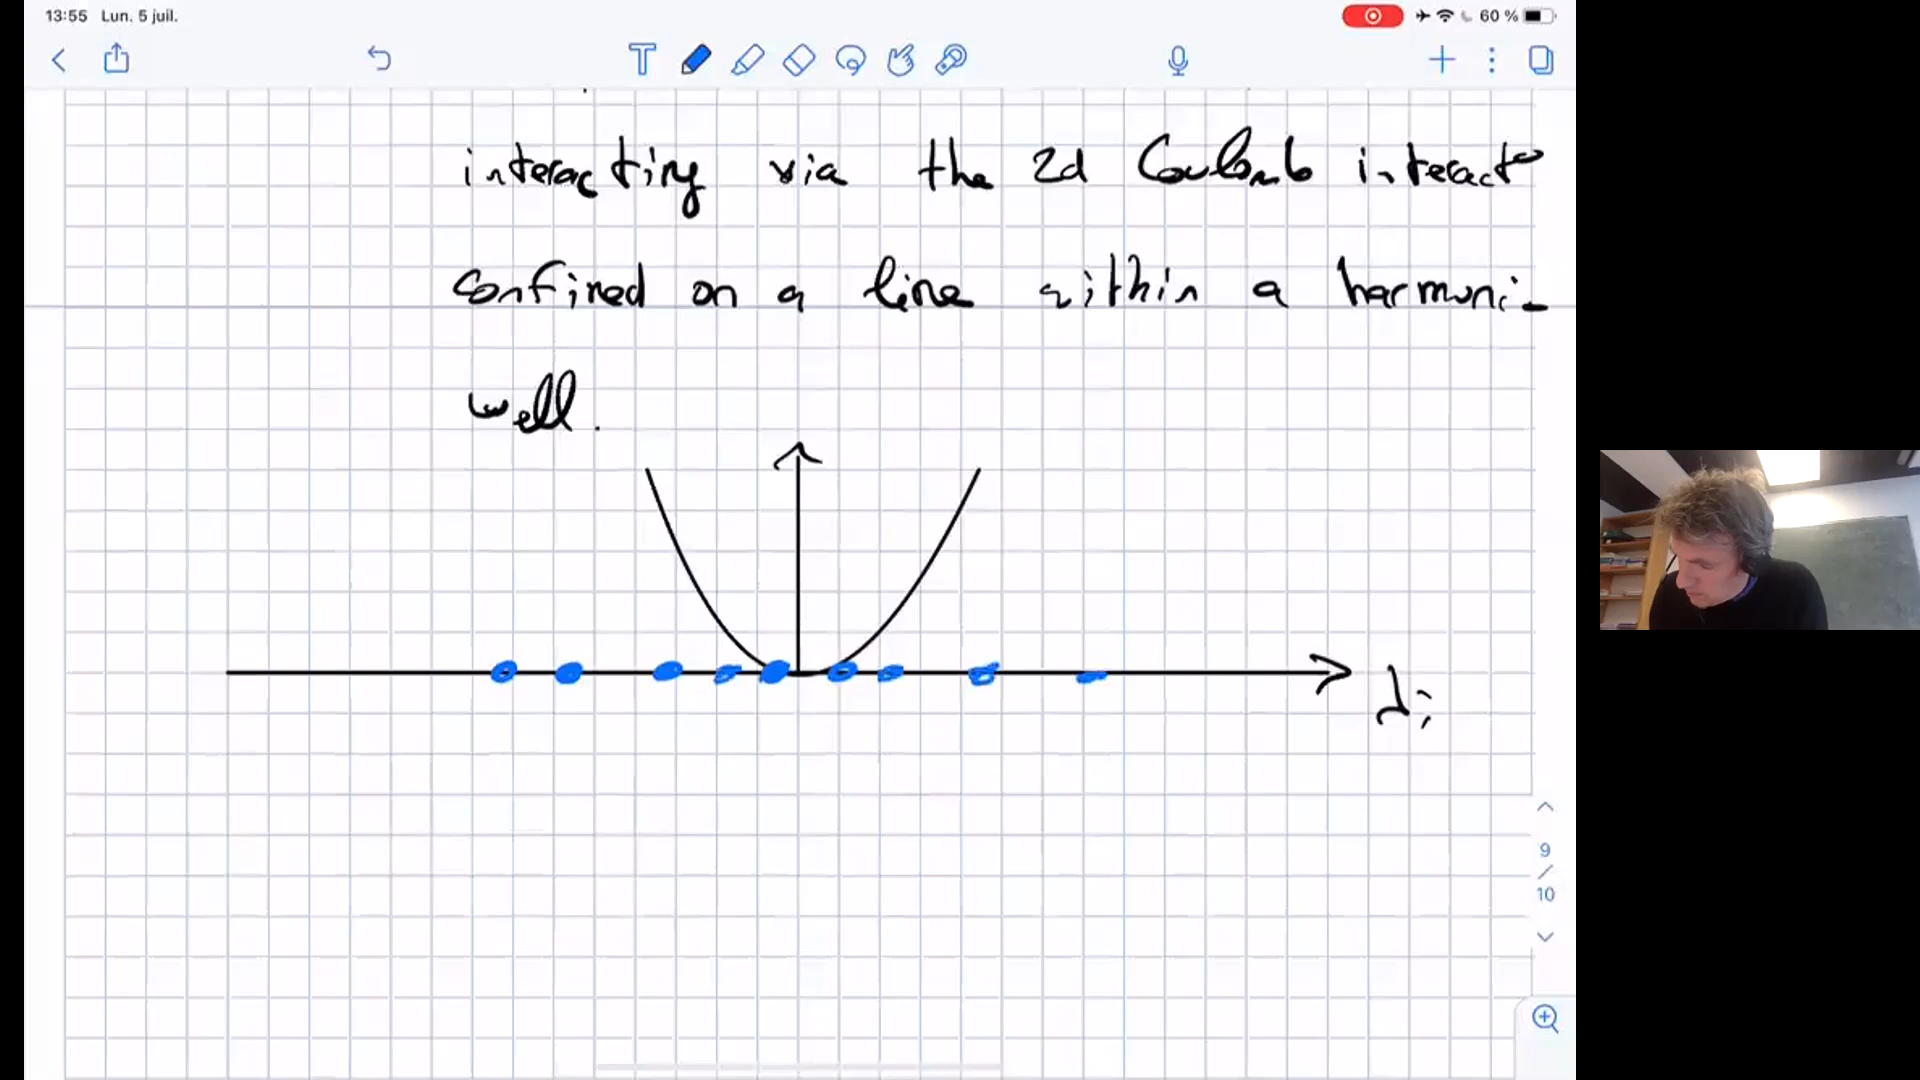 13:55 Lun. 5 juil. 60 %
T
interacting via the 2d Coulomb interact
confined on a line within a harmoni
well.
λi
9
/
10